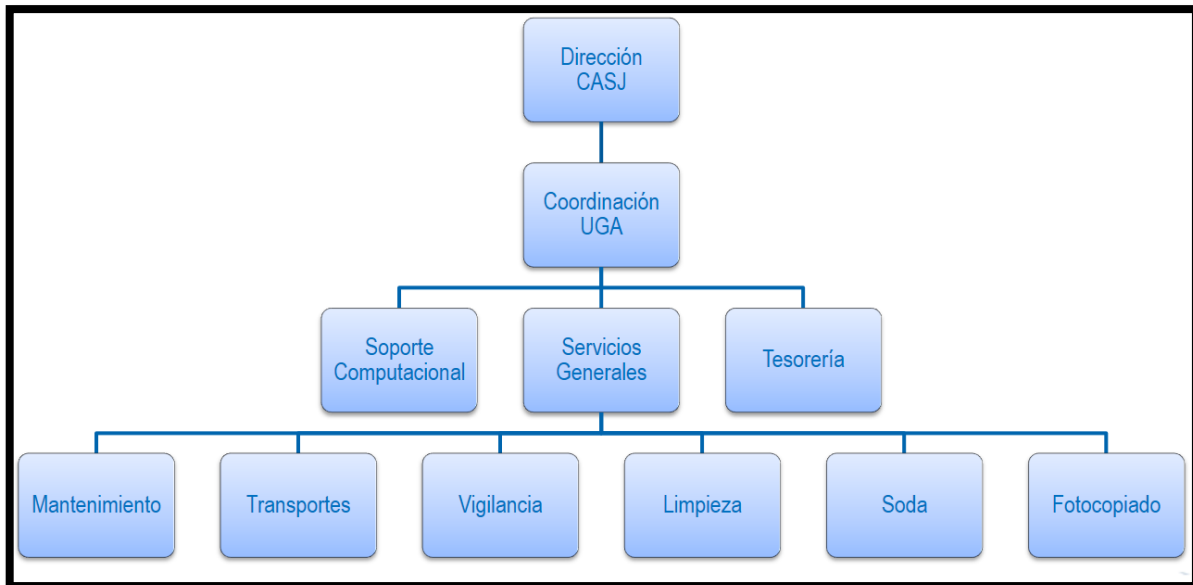 Dirección
CASJ
Coordinación
UGA
Soporte
Computacional
Servicios
Generales
Tesorería
Mantenimiento
Transportes
Vigilancia
Limpieza
Soda
Fotocopiado